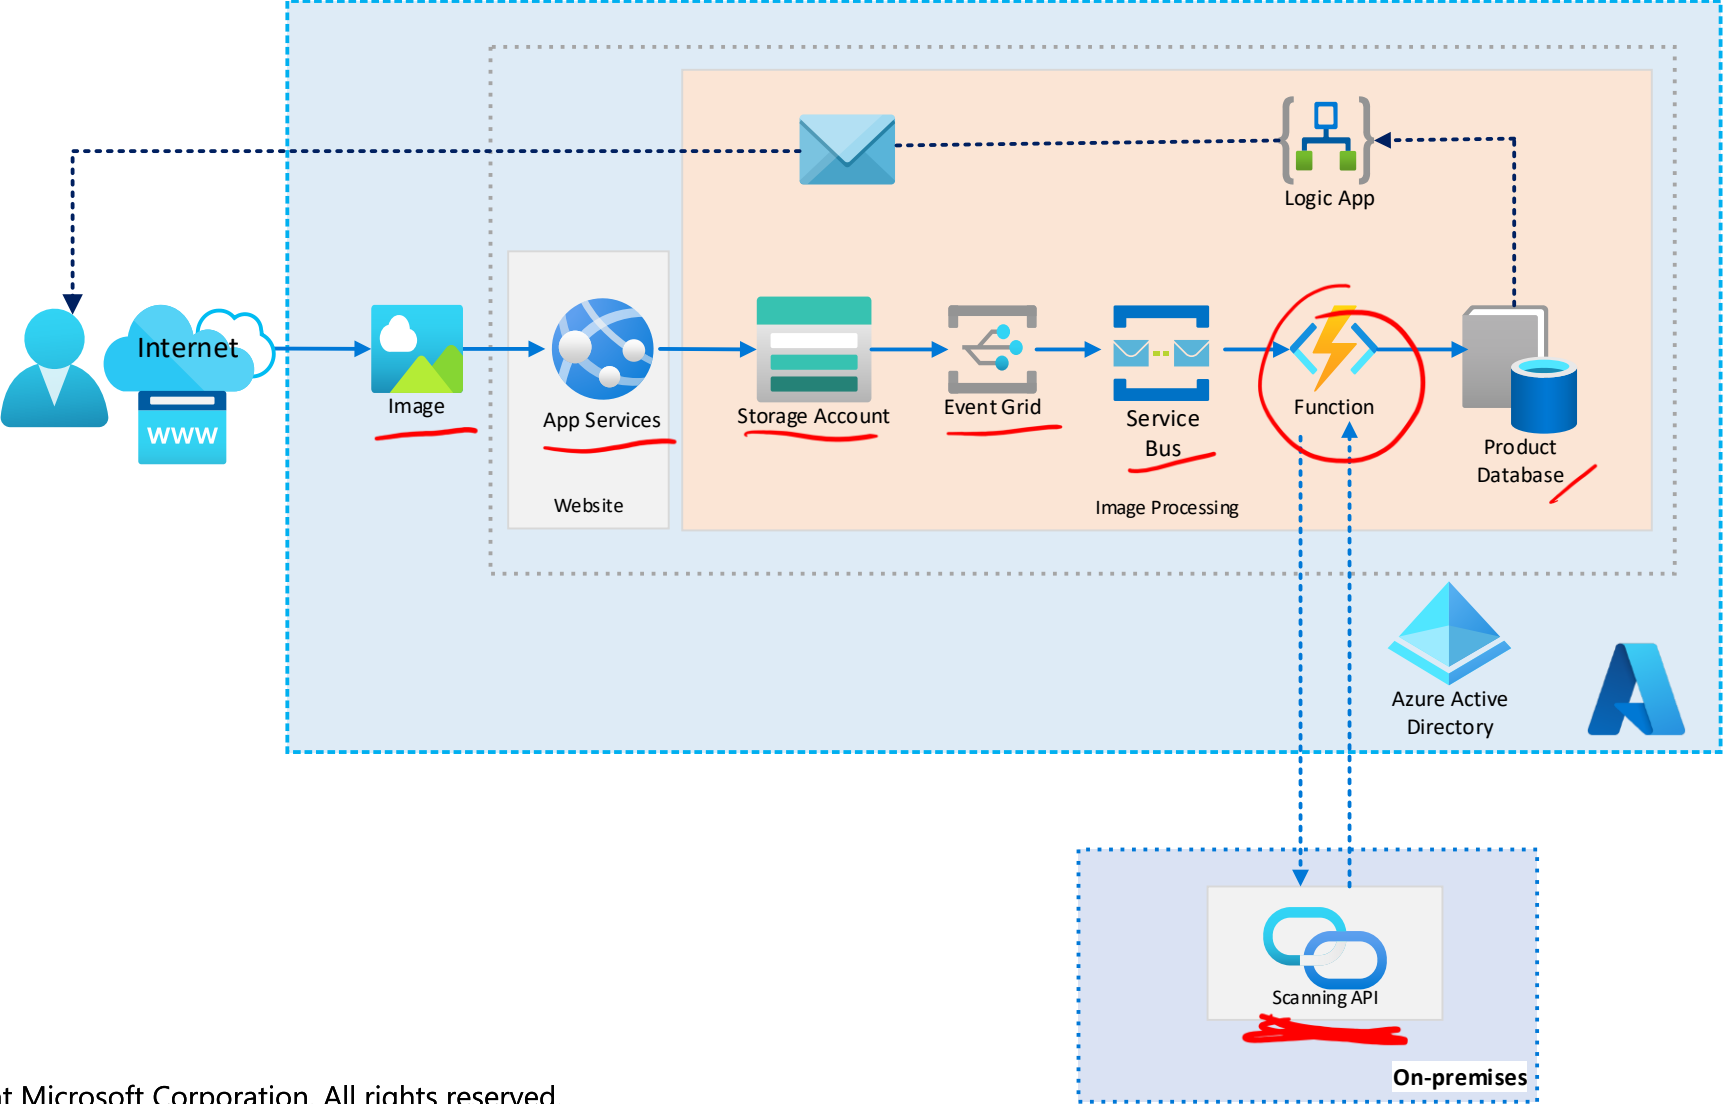 Logic App
Internet
www
Image
App Services
Website
Storage Account
Event Grid
Service
Bus
Function
Product
Database
Image Processing
Azure Active
Directory
Scanning API
On-premises
Microsoft Corporation. All rights reserved